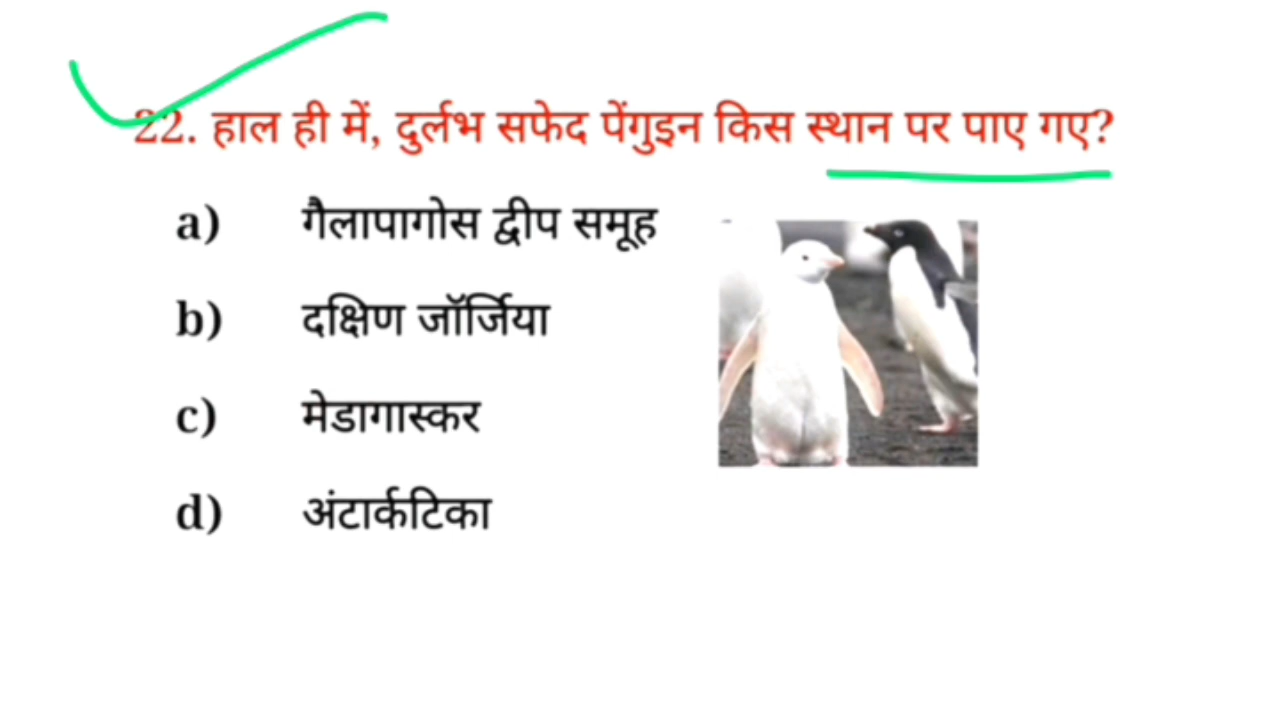 22. हाल ही में, दुर्लभ सफेद पेंगुइन किस स्थान पर पाए गए?
a) गैलापागोस द्वीप समूह
b) दक्षिण जॉर्जिया
c) मेडागास्कर
d) अंटार्कटिका